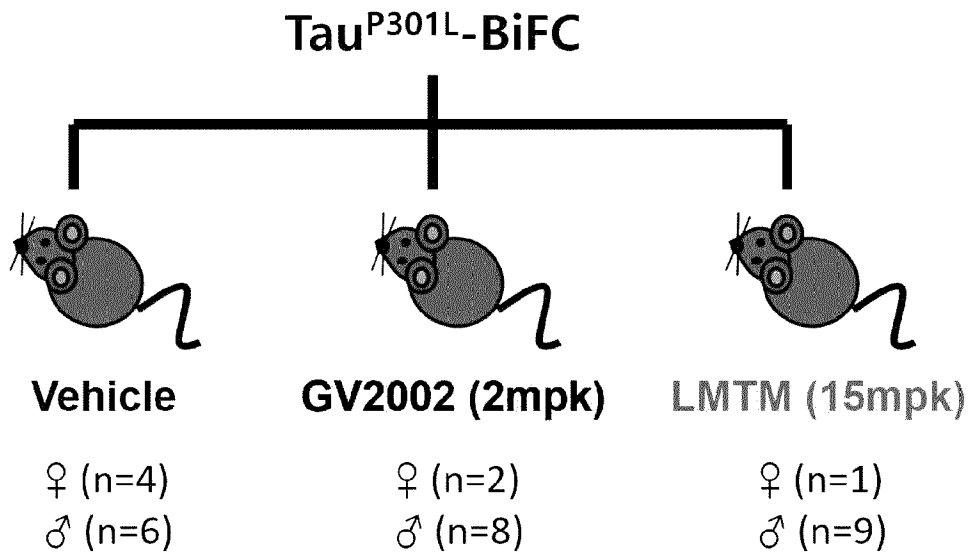 Tau^P301L-BiFC
Vehicle GV2002 (2mpk) LMTM (15mpk)
♀ (n=4) ♀ (n=2) ♀ (n=1)
♂ (n=6) ♂ (n=8) ♂ (n=9)